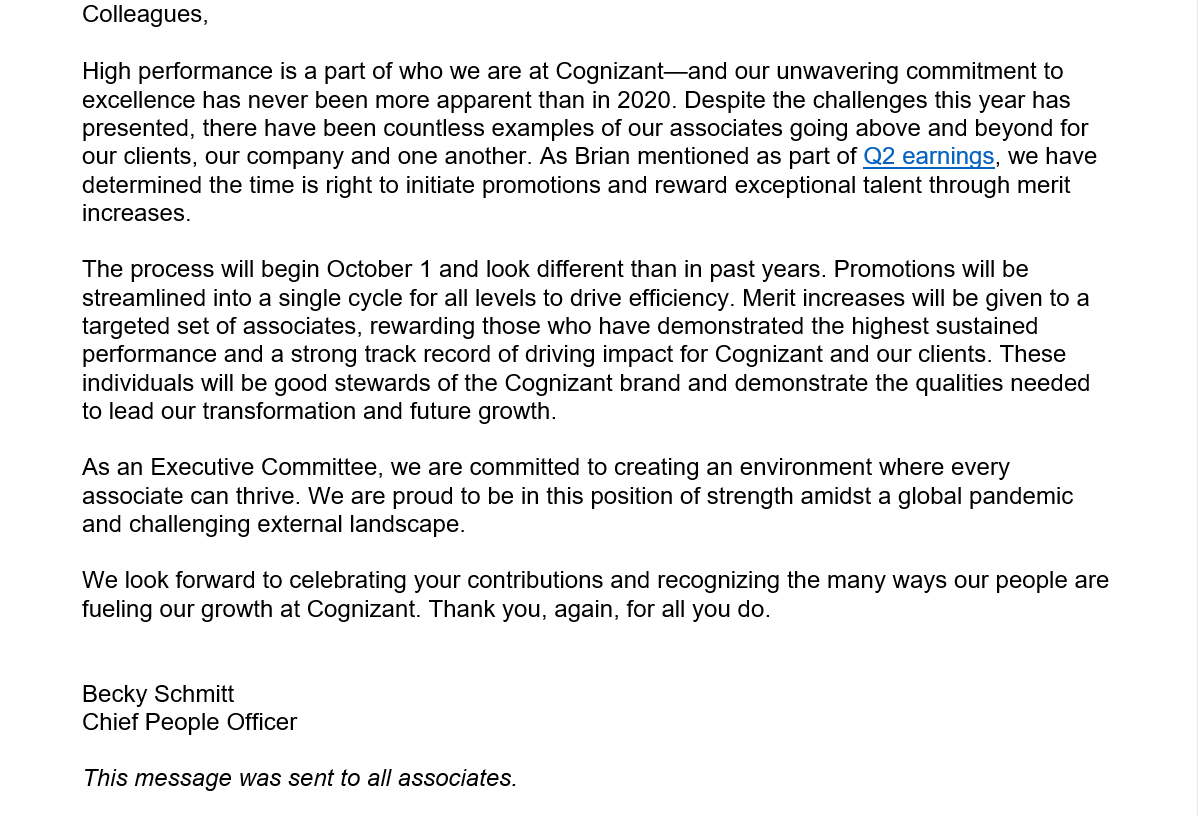 Colleagues,
High performance is a part of who we are at Cognizant—and our unwavering commitment to
excellence has never been more apparent than in 2020. Despite the challenges this year has
presented, there have been countless examples of our associates going above and beyond for
our clients, our company and one another. As Brian mentioned as part of Q2 earnings, we have
determined the time is right to initiate promotions and reward exceptional talent through merit
increases.
The process will begin October 1 and look different than in past years. Promotions will be
streamlined into a single cycle for all levels to drive efficiency. Merit increases will be given to a
targeted set of associates, rewarding those who have demonstrated the highest sustained
performance and a strong track record of driving impact for Cognizant and our clients. These
individuals will be good stewards of the Cognizant brand and demonstrate the qualities needed
to lead our transformation and future growth.
As an Executive Committee, we are committed to creating an environment where every
associate can thrive. We are proud to be in this position of strength amidst a global pandemic
and challenging external landscape.
We look forward to celebrating your contributions and recognizing the many ways our people are
fueling our growth at Cognizant. Thank you, again, for all you do.
Becky Schmitt
Chief People Officer
This message was sent to all associates.